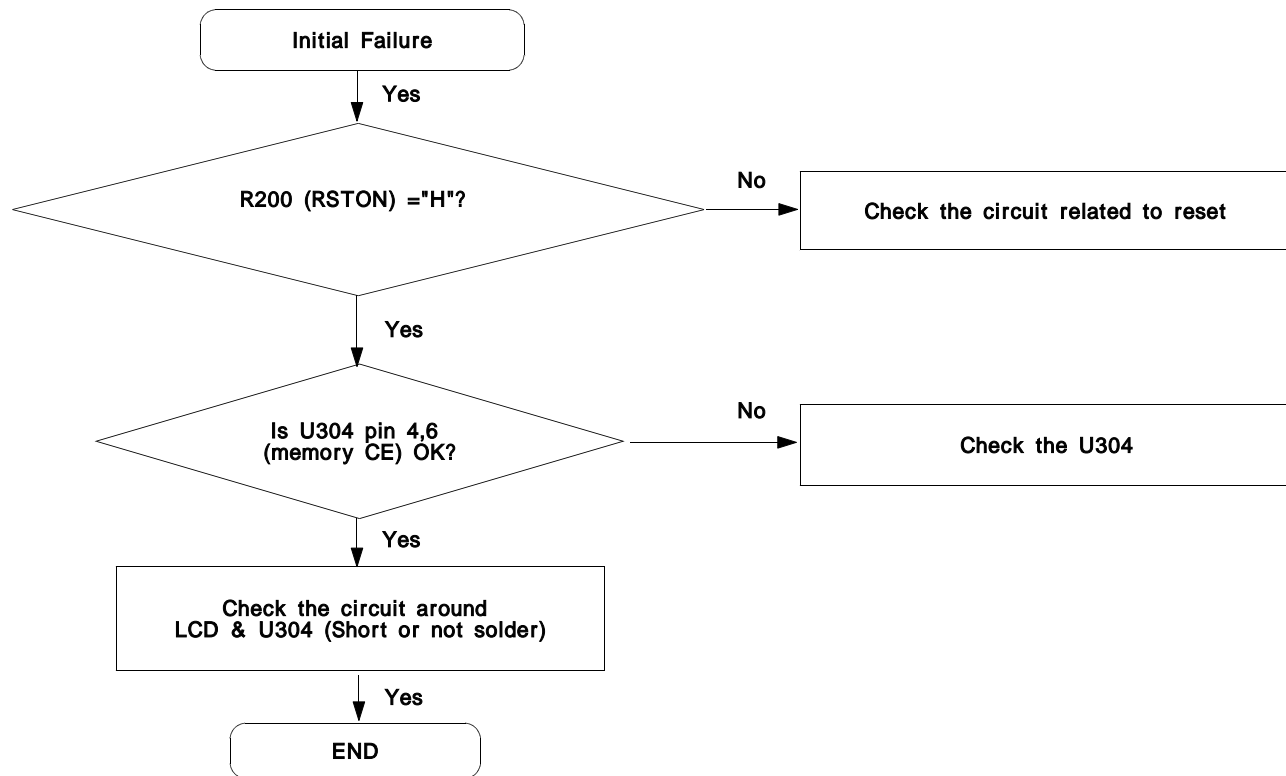 Initial Failure
Yes
R200 (RSTON) ="H"?
No
Check the circuit related to reset
Yes
Is U304 pin 4,6
(memory CE) OK?
No
Check the U304
Yes
Check the circuit around
LCD & U304 (Short or not solder)
Yes
END